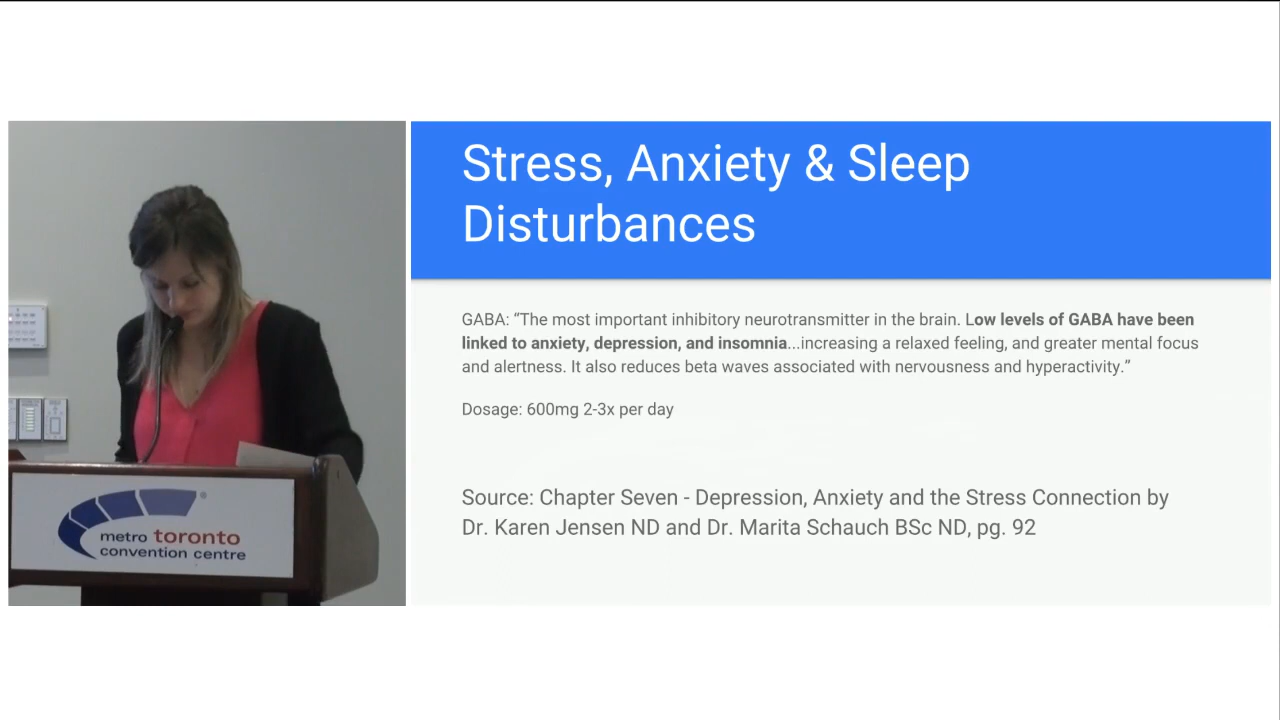 Stress, Anxiety & Sleep
Disturbances
GABA: “The most important inhibitory neurotransmitter in the brain. Low levels of GABA have been
linked to anxiety, depression, and insomnia...increasing a relaxed feeling, and greater mental focus
and alertness. It also reduces beta waves associated with nervousness and hyperactivity.”
Dosage: 600mg 2-3x per day
Source: Chapter Seven - Depression, Anxiety and the Stress Connection by
Dr. Karen Jensen ND and Dr. Marita Schauch BSc ND, pg. 92
metro toronto
convention centre